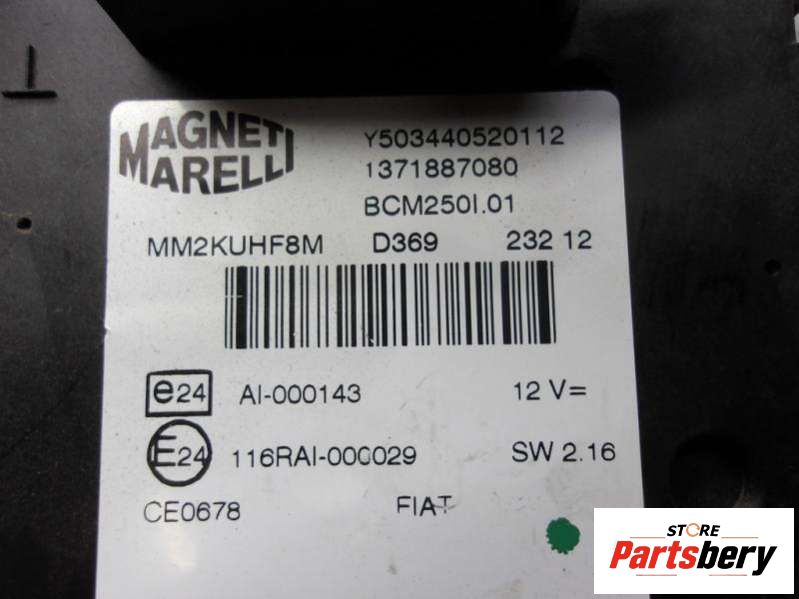 MAGNETI
MARELLI
Y503440520112
1371887080
BCM250I.01
MM2KUHF8M D369 232 12
e24 AI-000143 12 V=
E24 116RAI-000029 SW 2.16
CE0678 FIAT
STORE
Partsbery